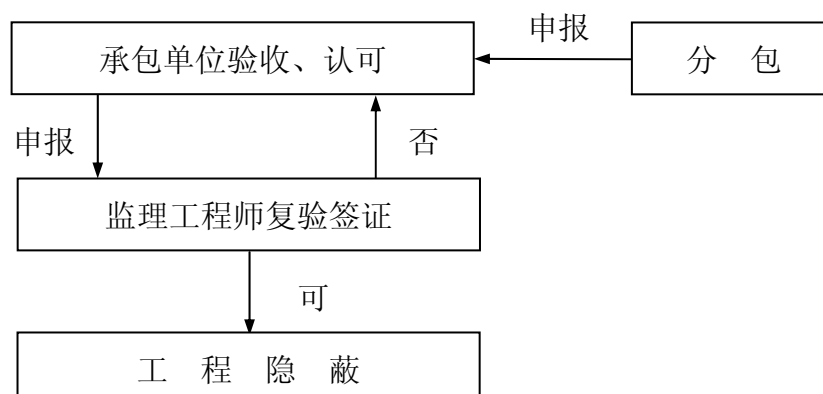 申报
承包单位验收、认可
分 包
申报
否
监理工程师复验签证
可
工 程 隐 蔽